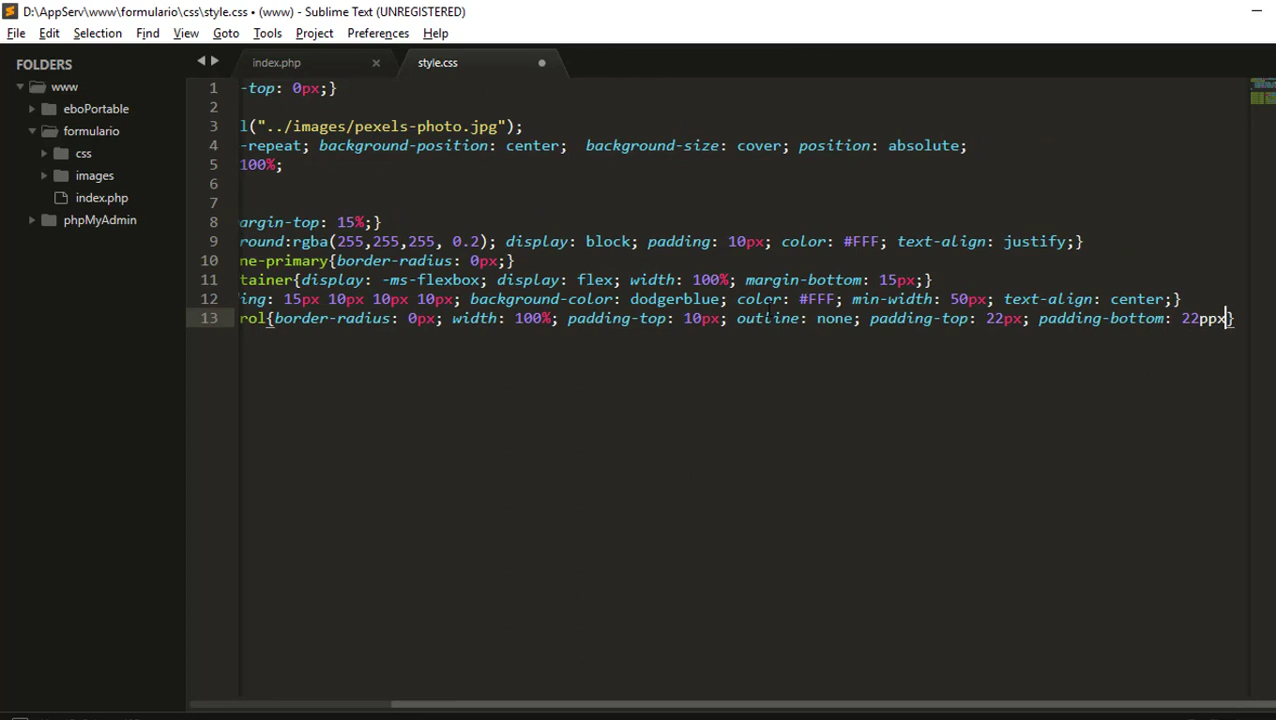 D:\AppServ\www\formulario\css\style.css • (www) - Sublime Text (UNREGISTERED)
File Edit Selection Find View Goto Tools Project Preferences Help
FOLDERS
www
eboPortable
formulario
css
images
index.php
phpMyAdmin
index.php × style.css
1 -top: 0px;}
2
3 l("../images/pexels-photo.jpg");
4 -repeat; background-position: center;  background-size: cover; position: absolute;
5 100%;
6
7
8 argin-top: 15%;}
9 round:rgba(255,255,255, 0.2); display: block; padding: 10px; color: #FFF; text-align: justify;}
10 ne-primary{border-radius: 0px;}
11 tainer{display: -ms-flexbox; display: flex; width: 100%; margin-bottom: 15px;}
12 ing: 15px 10px 10px 10px; background-color: dodgerblue; color: #FFF; min-width: 50px; text-align: center;}
13 rol{border-radius: 0px; width: 100%; padding-top: 10px; outline: none; padding-top: 22px; padding-bottom: 22ppx}